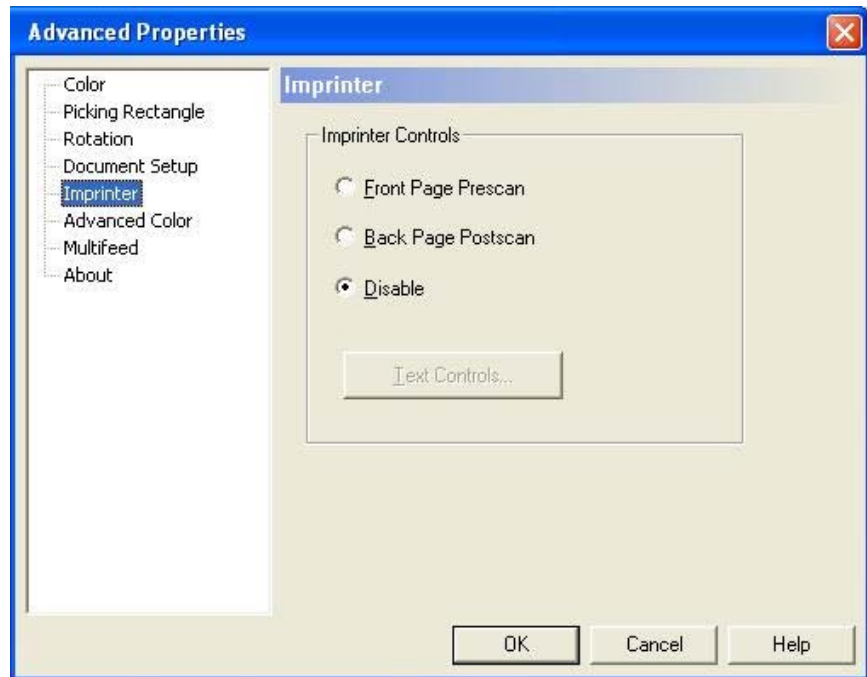 Advanced Properties
Color
Picking Rectangle
Rotation
Document Setup
Imprinter
Advanced Color
Multifeed
About
Imprinter
Imprinter Controls
Front Page Prescan
Back Page Postscan
Disable
Text Controls...
OK
Cancel
Help